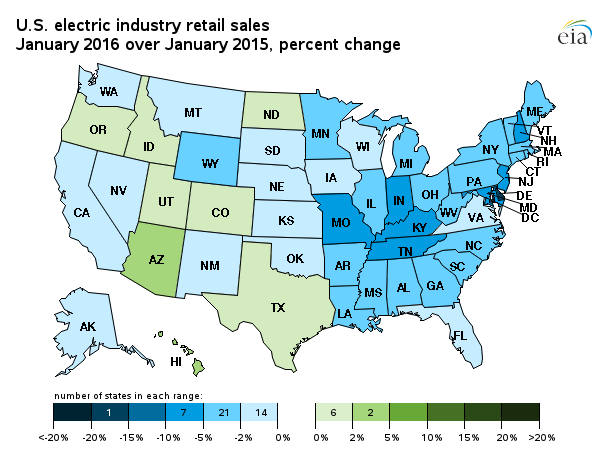 U.S. electric industry retail sales
January 2016 over January 2015, percent change
eia
WA
MT
ND
MN
ME
OR
ID
WY
SD
WI
MI
NY
VT
NH
MA
RI
CT
NJ
DE
MD
DC
NV
UT
CO
NE
IA
IL
IN
OH
PA
CA
KS
MO
KY
WV
VA
AZ
NM
OK
AR
TN
NC
SC
TX
LA
MS
AL
GA
FL
AK
HI
number of states in each range:
1 7 21 14 6 2
<-20% -20% -15% -10% -5% -2% 0% 0% 2% 5% 10% 15% 20% >20%